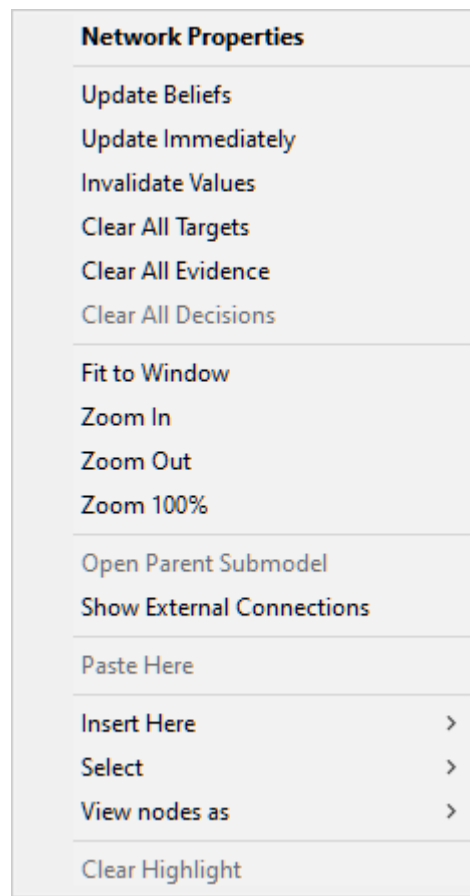 Network Properties
Update Beliefs
Update Immediately
Invalidate Values
Clear All Targets
Clear All Evidence
Clear All Decisions
Fit to Window
Zoom In
Zoom Out
Zoom 100%
Open Parent Submodel
Show External Connections
Paste Here
Insert Here
Select
View nodes as
Clear Highlight